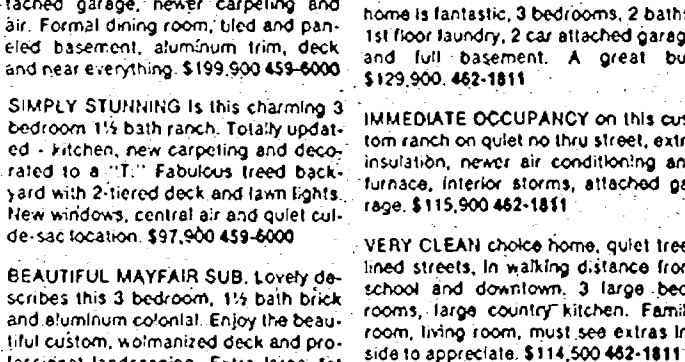 tached garage, newer carpeting and
air. Formal dining room, tiled and pan-
eled basement, aluminum trim, deck
and near everything. $199,900 459-6000
SIMPLY STUNNING is this charming 3
bedroom 1½ bath ranch. Totally updat-
ed - kitchen, new carpeting and deco-
rated to a "T." Fabulous treed back-
yard with 2-tiered deck and lawn lights.
New windows, central air and quiet cul-
de-sac location. $97,900 459-6000
BEAUTIFUL MAYFAIR SUB. Lovely de-
scribes this 3 bedroom, 1½ bath brick
and aluminum colonial. Enjoy the beau-
tiful custom, wolmanized deck and pro-
fessional landscaping. Extra large 1st
home is fantastic, 3 bedrooms, 2 baths
1st floor laundry, 2 car attached garag
and full basement. A great bu
$129,900. 462-1811
IMMEDIATE OCCUPANCY on this cus
tom ranch on quiet no thru street, extr
insulation, newer air conditioning an
furnace, interior storms, attached ga
rage. $115,900 462-1811
VERY CLEAN choice home, quiet tree
lined streets, in walking distance from
school and downtown. 3 large bed
rooms, large country kitchen. Famil
room, living room, must see extras in
side to appreciate. $114,500 462-1811